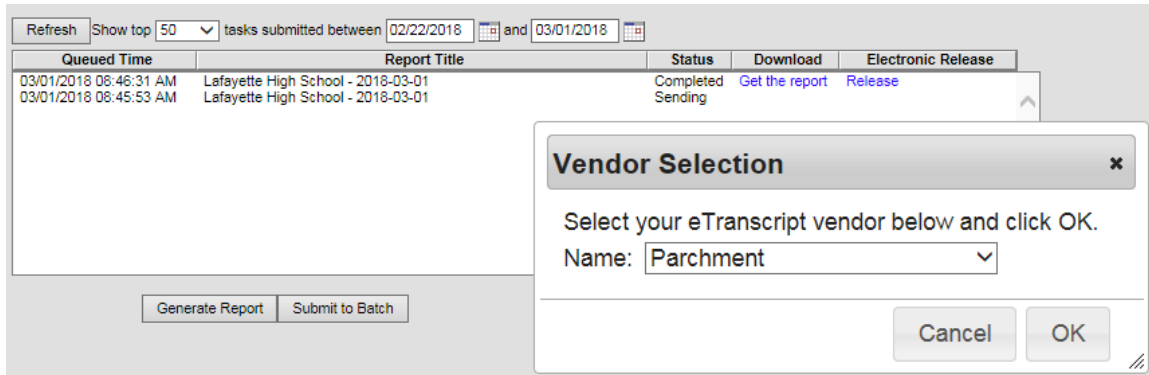 Refresh Show top 50 tasks submitted between 02/22/2018 and 03/01/2018
Queued Time Report Title Status Download Electronic Release
03/01/2018 08:46:31 AM Lafayette High School - 2018-03-01 Completed Get the report Release
03/01/2018 08:45:53 AM Lafayette High School - 2018-03-01 Sending
Vendor Selection
Select your eTranscript vendor below and click OK.
Name: Parchment
Generate Report Submit to Batch
Cancel OK